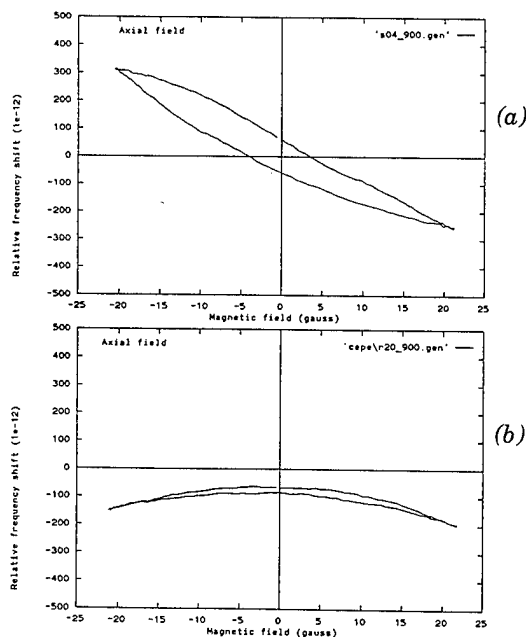 Axial field
's04_900.gen'
(a)
Relative frequency shift (1e-12)
500
400
300
200
100
0
-100
-200
-300
-400
-500
-25 -20 -15 -10 -5 0 5 10 15 20 25
Magnetic field (gauss)
Axial field
'cepe\r20_900.gen'
(b)
Relative frequency shift (1e-12)
500
400
300
200
100
0
-100
-200
-300
-400
-500
-25 -20 -15 -10 -5 0 5 10 15 20 25
Magnetic field (gauss)